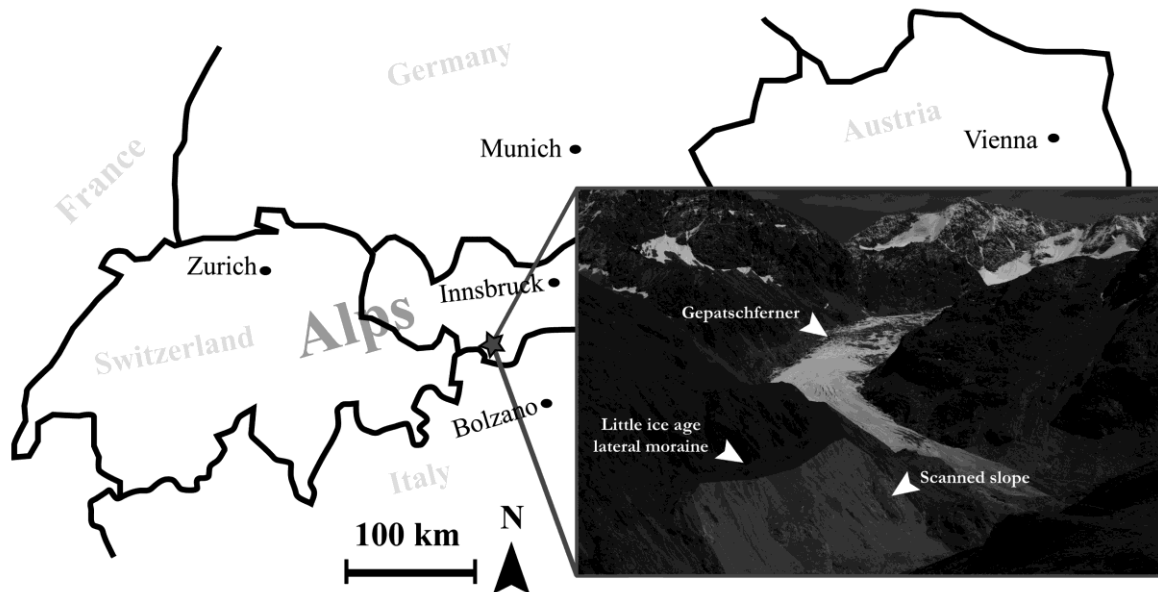 Germany
Austria
France
Munich
Vienna
Zurich
Innsbruck
Alps
Switzerland
Gepatschferner
Bolzano
Little ice age
lateral moraine
Italy
Scanned slope
100 km
N